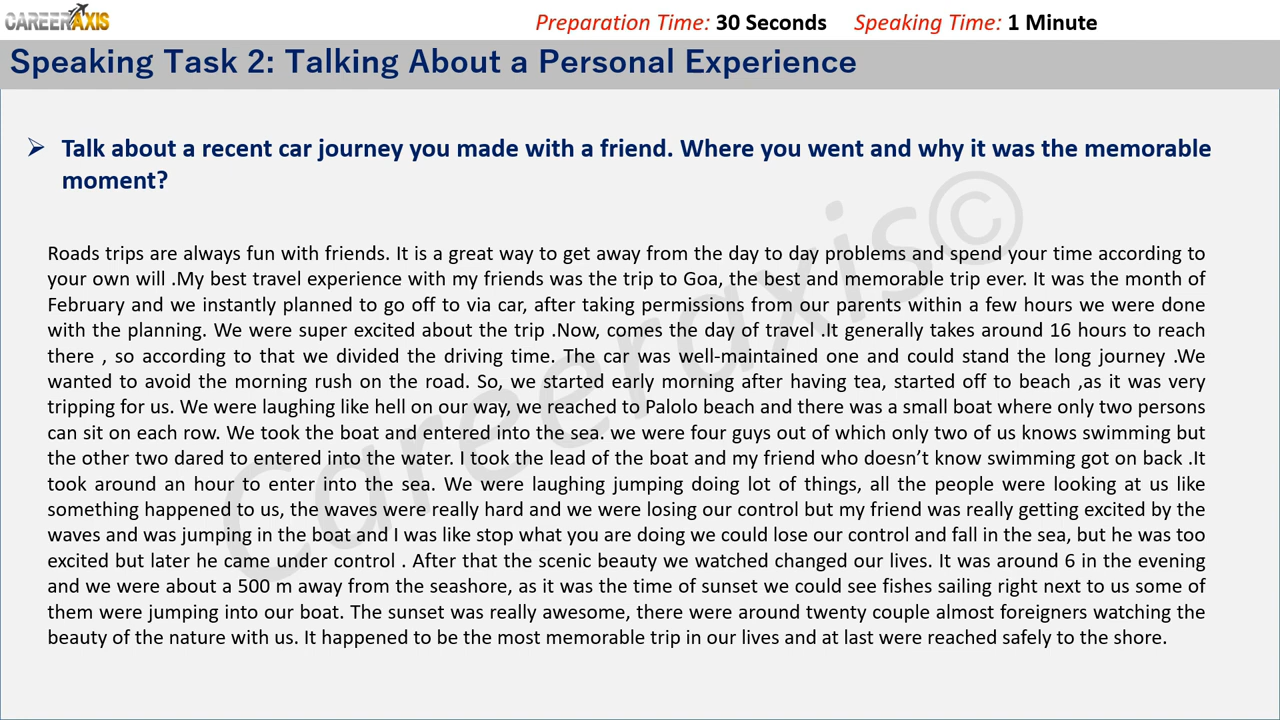 CAREERAXIS
Preparation Time: 30 Seconds Speaking Time: 1 Minute
Speaking Task 2: Talking About a Personal Experience
Talk about a recent car journey you made with a friend. Where you went and why it was the memorable
moment?
Roads trips are always fun with friends. It is a great way to get away from the day to day problems and spend your time according to
your own will .My best travel experience with my friends was the trip to Goa, the best and memorable trip ever. It was the month of
February and we instantly planned to go off to via car, after taking permissions from our parents within a few hours we were done
with the planning. We were super excited about the trip .Now, comes the day of travel .It generally takes around 16 hours to reach
there , so according to that we divided the driving time. The car was well-maintained one and could stand the long journey .We
wanted to avoid the morning rush on the road. So, we started early morning after having tea, started off to beach ,as it was very
tripping for us. We were laughing like hell on our way, we reached to Palolo beach and there was a small boat where only two persons
can sit on each row. We took the boat and entered into the sea. we were four guys out of which only two of us knows swimming but
the other two dared to entered into the water. I took the lead of the boat and my friend who doesn’t know swimming got on back .It
took around an hour to enter into the sea. We were laughing jumping doing lot of things, all the people were looking at us like
something happened to us, the waves were really hard and we were losing our control but my friend was really getting excited by the
waves and was jumping in the boat and I was like stop what you are doing we could lose our control and fall in the sea, but he was too
excited but later he came under control . After that the scenic beauty we watched changed our lives. It was around 6 in the evening
and we were about a 500 m away from the seashore, as it was the time of sunset we could see fishes sailing right next to us some of
them were jumping into our boat. The sunset was really awesome, there were around twenty couple almost foreigners watching the
beauty of the nature with us. It happened to be the most memorable trip in our lives and at last were reached safely to the shore.
Careeraxis©